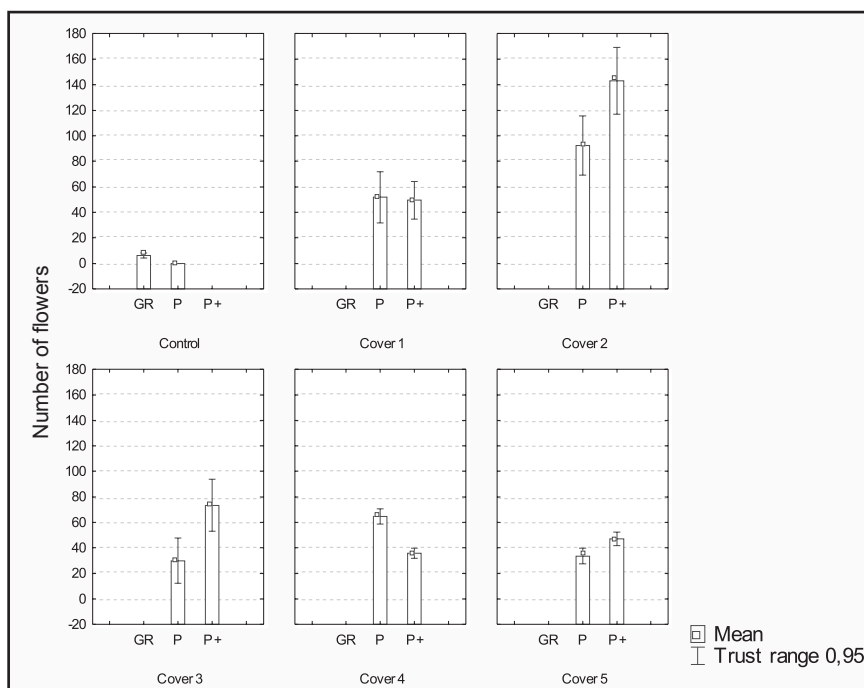 Number of flowers
180
160
140
120
100
80
60
40
20
0
-20
GR P P+
GR P P+
GR P P+
Control
Cover 1
Cover 2
180
160
140
120
100
80
60
40
20
0
-20
GR P P+
GR P P+
GR P P+
Cover 3
Cover 4
Cover 5
Mean
Trust range 0,95